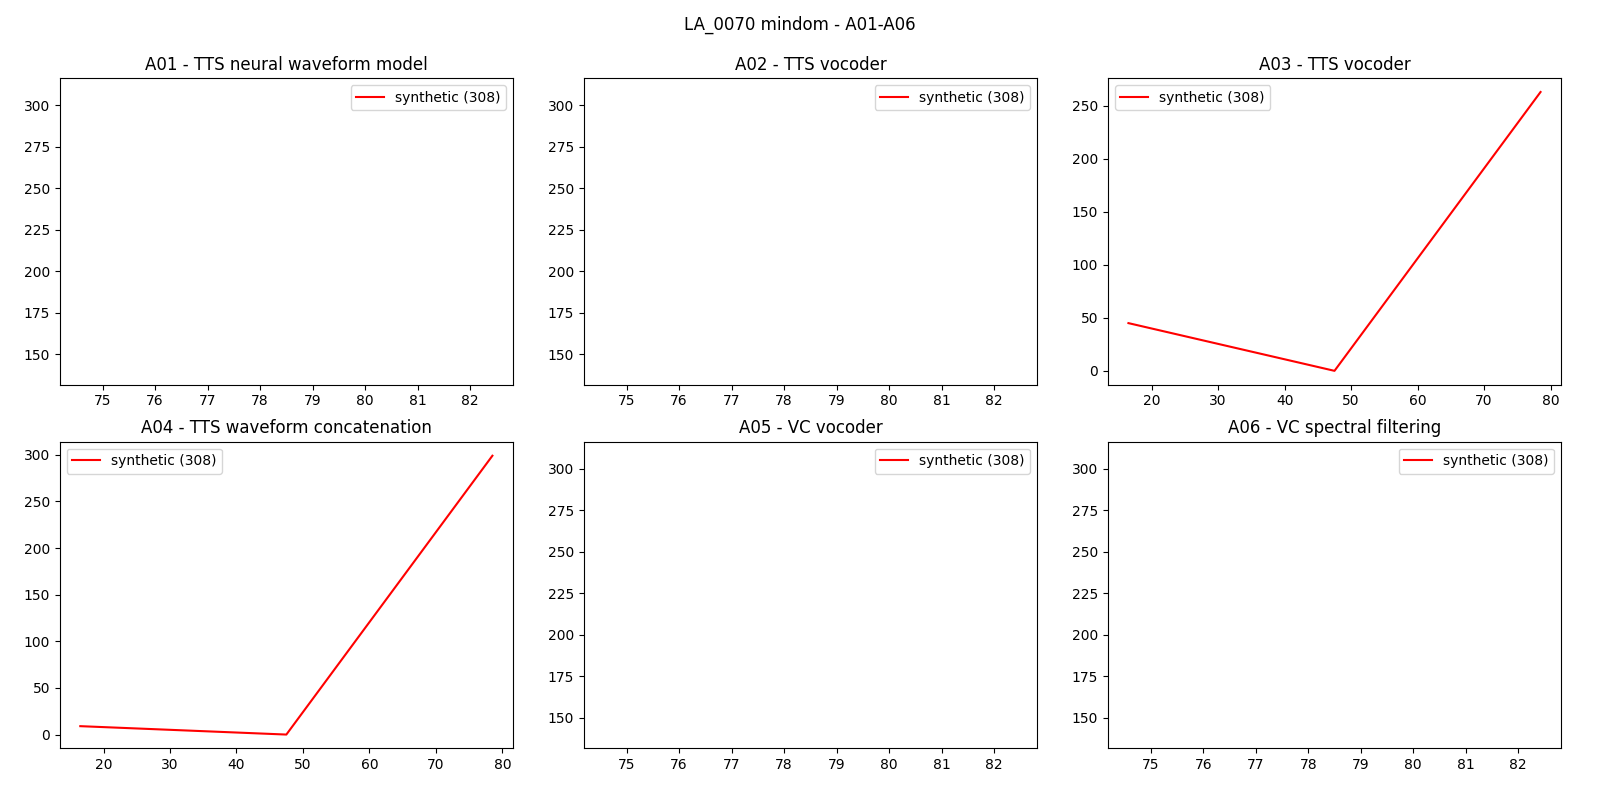 LA_0070 mindom - A01-A06
A01 - TTS neural waveform model
A02 - TTS vocoder
A03 - TTS vocoder
synthetic (308)
synthetic (308)
synthetic (308)
300
275
250
225
200
175
150
75 76 77 78 79 80 81 82
300
275
250
225
200
175
150
75 76 77 78 79 80 81 82
250
200
150
100
50
0
20 30 40 50 60 70 80
A04 - TTS waveform concatenation
A05 - VC vocoder
A06 - VC spectral filtering
synthetic (308)
synthetic (308)
synthetic (308)
300
250
200
150
100
50
0
20 30 40 50 60 70 80
300
275
250
225
200
175
150
75 76 77 78 79 80 81 82
300
275
250
225
200
175
150
75 76 77 78 79 80 81 82